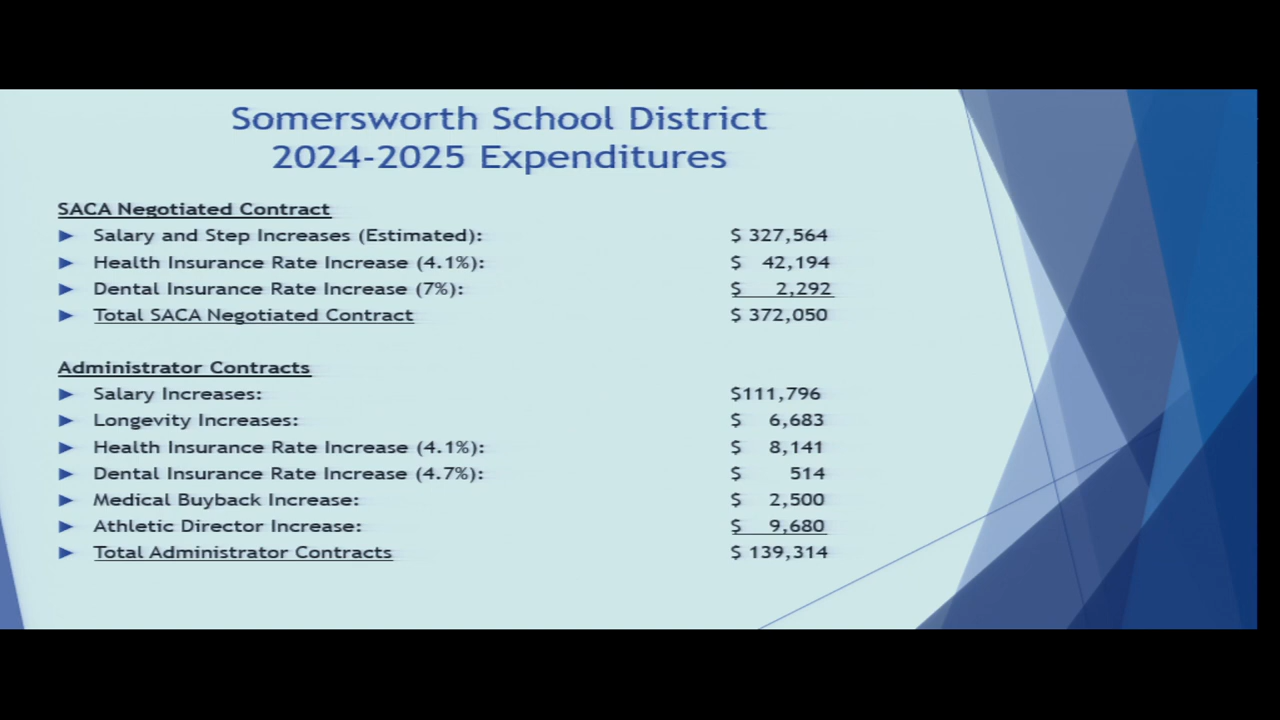 Somersworth School District
2024-2025 Expenditures
SACA Negotiated Contract
Salary and Step Increases (Estimated): $ 327,564
Health Insurance Rate Increase (4.1%): $ 42,194
Dental Insurance Rate Increase (7%): $ 2,292
Total SACA Negotiated Contract $ 372,050
Administrator Contracts
Salary Increases: $111,796
Longevity Increases: $ 6,683
Health Insurance Rate Increase (4.1%): $ 8,141
Dental Insurance Rate Increase (4.7%): $ 514
Medical Buyback Increase: $ 2,500
Athletic Director Increase: $ 9,680
Total Administrator Contracts $ 139,314